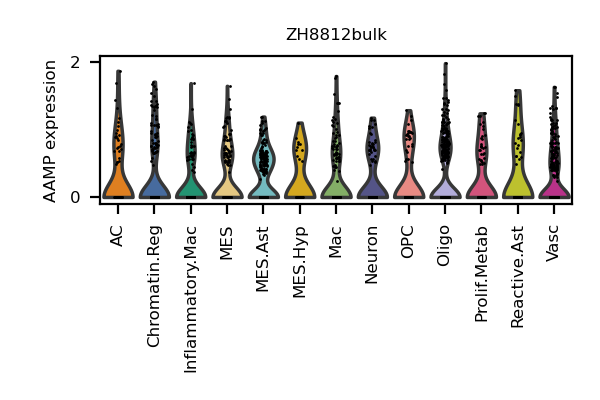 ZH8812bulk
AAMP expression
2
0
AC
Chromatin.Reg
Inflammatory.Mac
MES
MES.Ast
MES.Hyp
Mac
Neuron
OPC
Oligo
Prolif.Metab
Reactive.Ast
Vasc